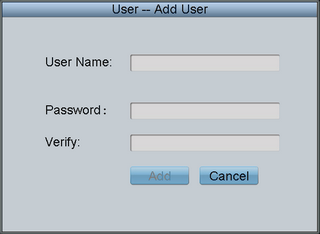 User -- Add User
User Name:
Password:
Verify:
Add Cancel